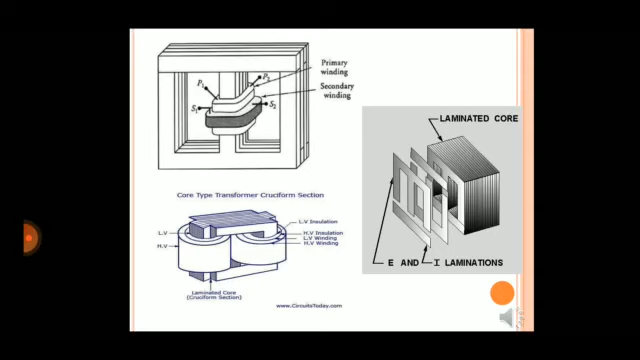 P1
P2
Primary
winding
Secondary
winding
S1
S2
LAMINATED CORE
E AND I LAMINATIONS
Core Type Transformer Cruciform Section
L.V Insulation
L.V
H.V Insulation
L.V Winding
H.V
H.V Winding
Laminated Core
(Cruciform Section)
www.CircuitsToday.com